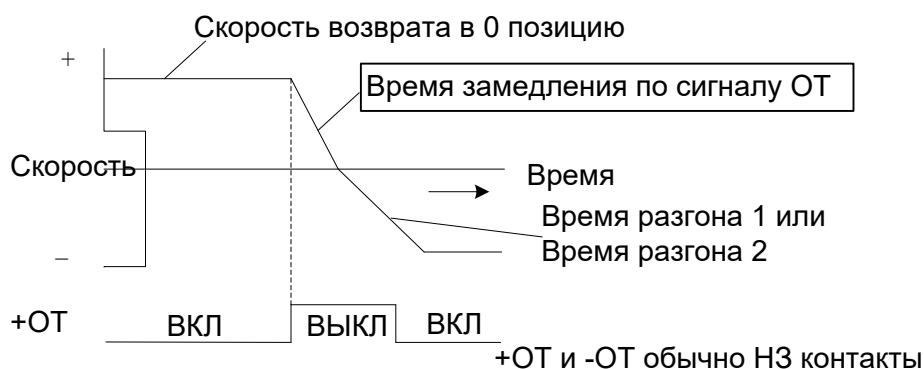 Скорость возврата в 0 позицию
+
Время замедления по сигналу ОТ
Скорость
Время
Время разгона 1 или
Время разгона 2
–
+ОТ
ВКЛ
ВЫКЛ
ВКЛ
+ОТ и -ОТ обычно НЗ контакты